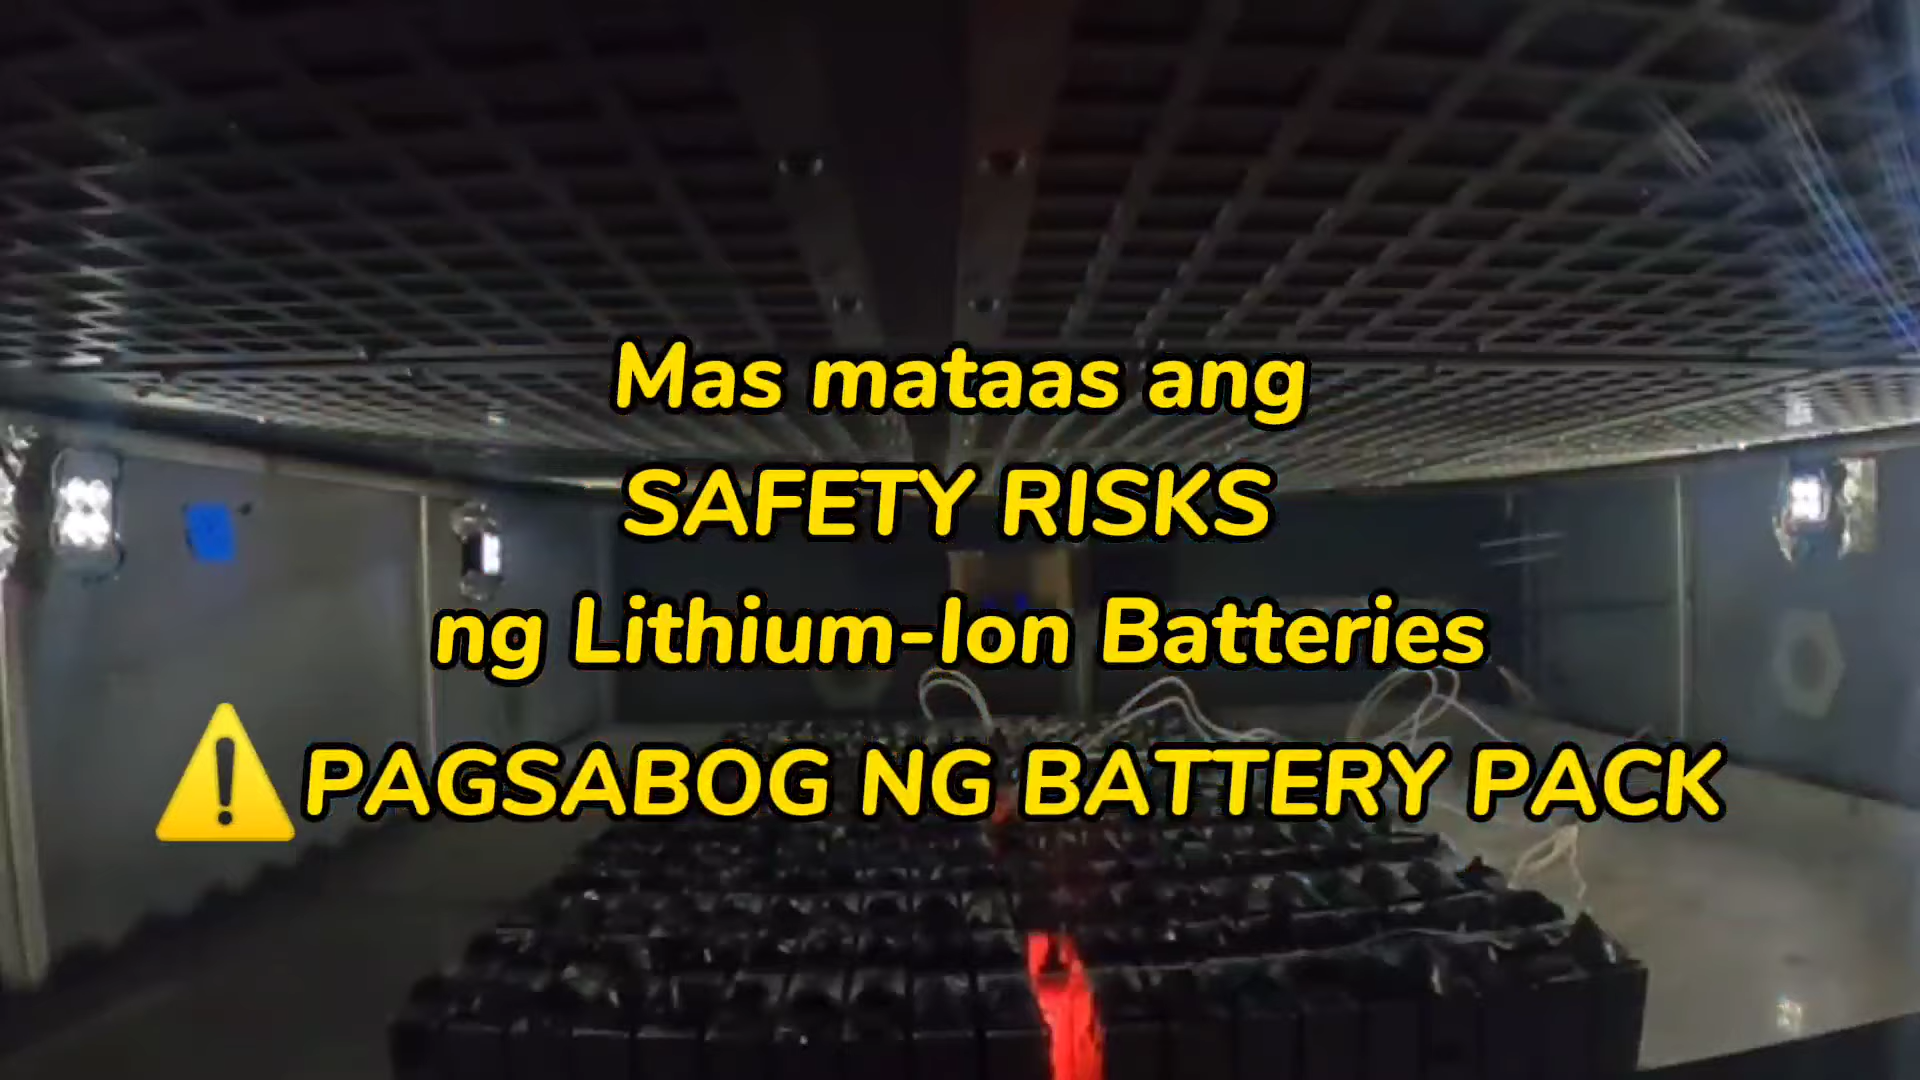 Mas mataas ang
SAFETY RISKS
ng Lithium-Ion Batteries
⚠️PAGSABOG NG BATTERY PACK